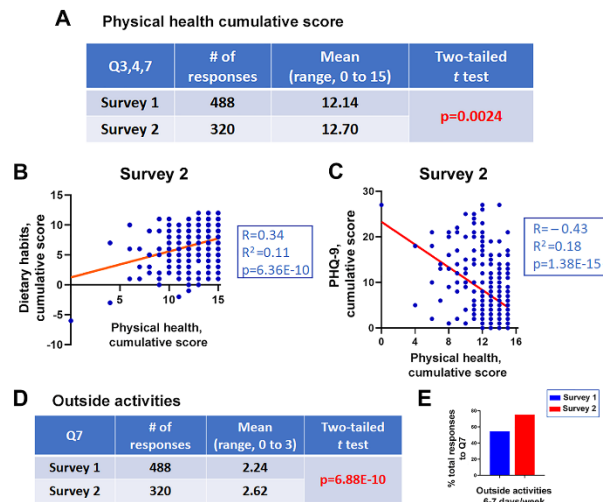 A Physical health cumulative score
Q3,4,7 # of responses Mean (range, 0 to 15) Two-tailed t test
Survey 1 488 12.14 p=0.0024
Survey 2 320 12.70
B Survey 2
Dietary habits, cumulative score
15
10
5
0
-5
-10
5 10 15
Physical health, cumulative score
R=0.34
R²=0.11
p=6.36E-10
C Survey 2
PHQ-9, cumulative score
30
20
10
0
0 4 8 12 16
Physical health, cumulative score
R=−0.43
R²=0.18
p=1.38E-15
D Outside activities
Q7 # of responses Mean (range, 0 to 3) Two-tailed t test
Survey 1 488 2.24 p=6.88E-10
Survey 2 320 2.62
E
Survey 1
Survey 2
% total responses to Q7
80
60
40
20
0
Outside activities
6-7 days/week